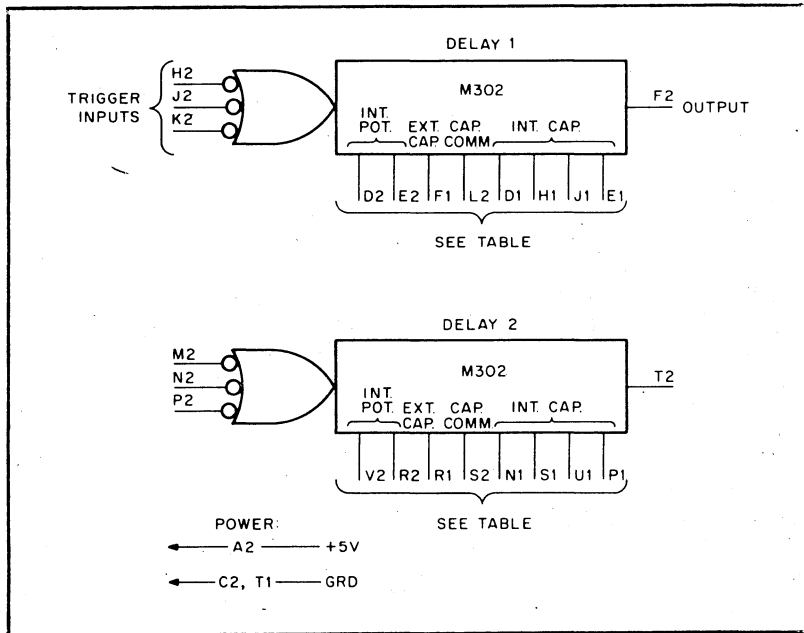 DELAY 1
H2
J2
K2
TRIGGER
INPUTS
M302
F2 OUTPUT
INT.
POT. EXT. CAP. INT. CAP.
CAP. COMM.
D2 E2 F1 L2 D1 H1 J1 E1
SEE TABLE
DELAY 2
M2
N2
P2
M302
T2
INT.
POT. EXT. CAP. INT. CAP.
CAP. COMM.
V2 R2 R1 S2 N1 S1 U1 P1
SEE TABLE
POWER:
A2 +5V
C2, T1 GRD